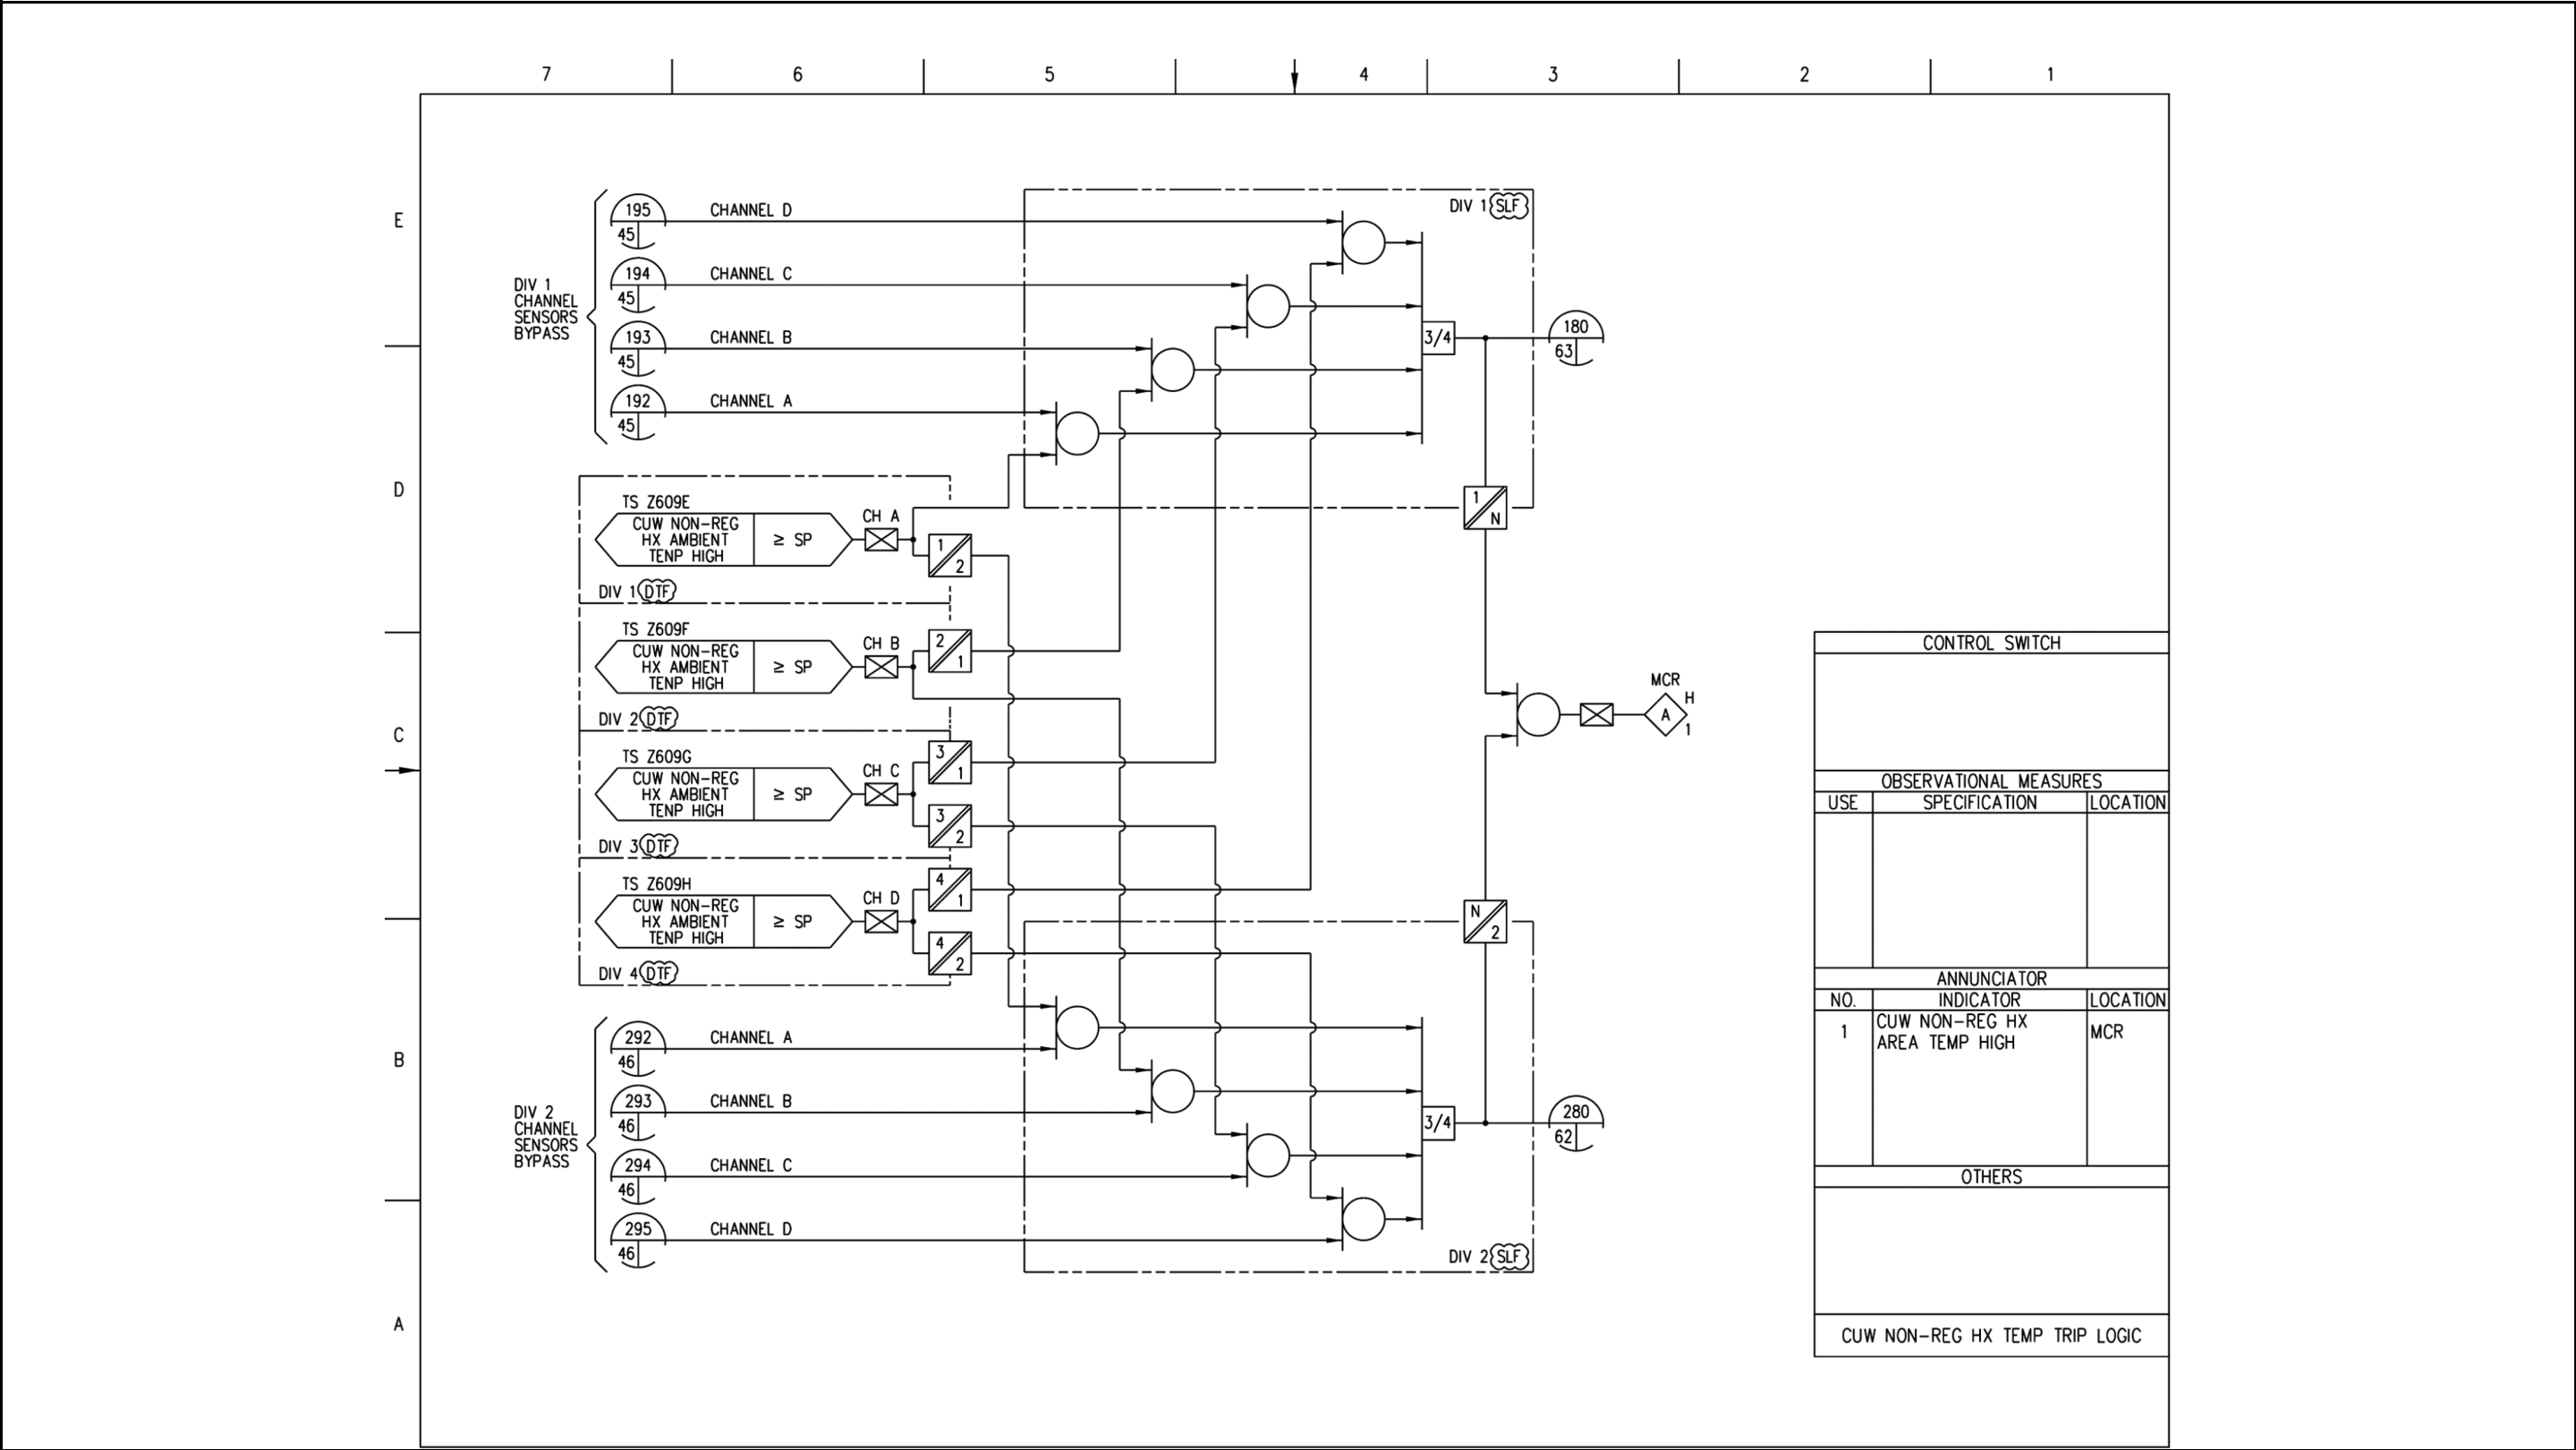 7 6 5 4 3 2 1
E
D
C
B
A
195
45
CHANNEL D
194
45
CHANNEL C
193
45
CHANNEL B
192
45
CHANNEL A
DIV 1
CHANNEL
SENSORS
BYPASS
DIV 1 SLF
3/4
180
63
1
N
TS Z609E
CUW NON-REG
HX AMBIENT
TENP HIGH
≥ SP
CH A
1
2
DIV 1 DTF
TS Z609F
CUW NON-REG
HX AMBIENT
TENP HIGH
≥ SP
CH B
2
1
DIV 2 DTF
TS Z609G
CUW NON-REG
HX AMBIENT
TENP HIGH
≥ SP
CH C
3
1
3
2
DIV 3 DTF
TS Z609H
CUW NON-REG
HX AMBIENT
TENP HIGH
≥ SP
CH D
4
1
4
2
DIV 4 DTF
MCR
H
A
1
N
2
292
46
CHANNEL A
293
46
CHANNEL B
294
46
CHANNEL C
295
46
CHANNEL D
DIV 2
CHANNEL
SENSORS
BYPASS
3/4
280
62
DIV 2 SLF
CONTROL SWITCH
OBSERVATIONAL MEASURES
USE SPECIFICATION LOCATION
ANNUNCIATOR
NO. INDICATOR LOCATION
1 CUW NON-REG HX MCR
AREA TEMP HIGH
OTHERS
CUW NON-REG HX TEMP TRIP LOGIC